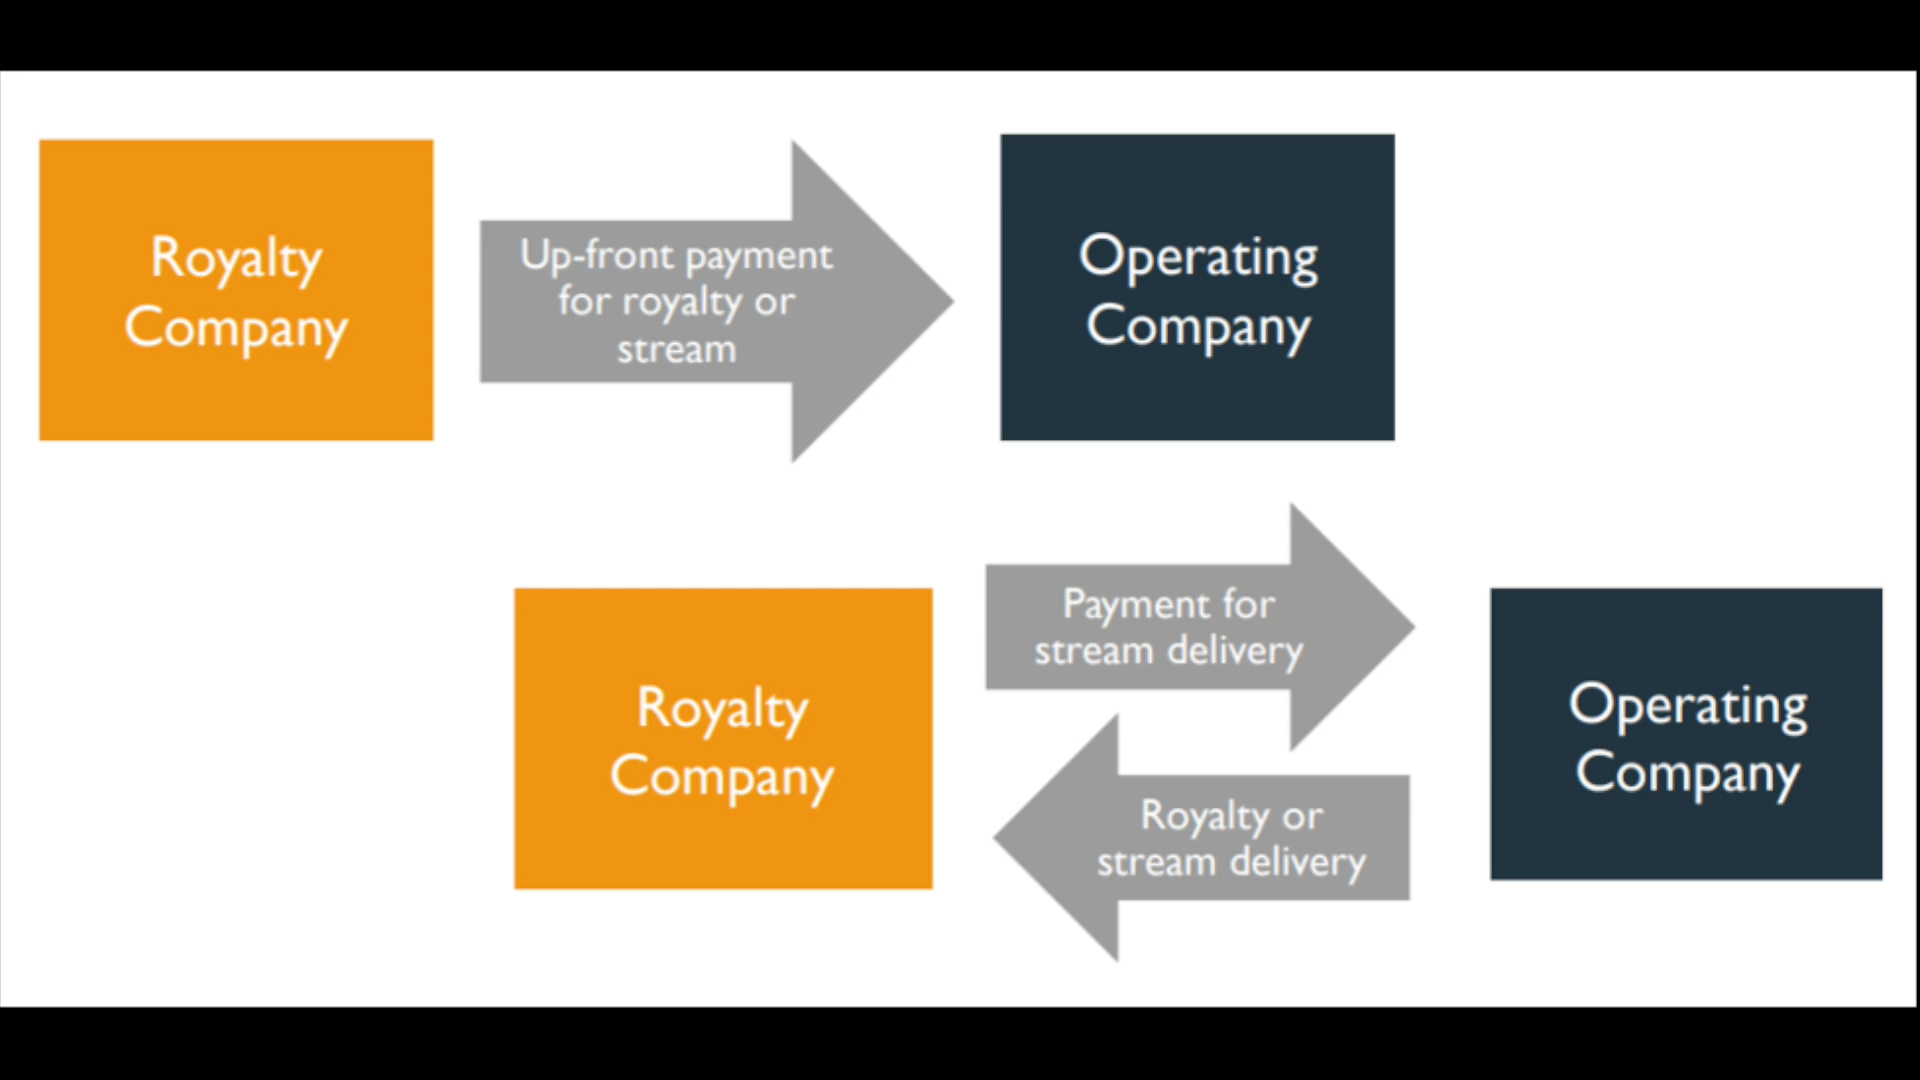 Royalty
Company
Up-front payment
for royalty or
stream
Operating
Company
Royalty
Company
Payment for
stream delivery
Royalty or
stream delivery
Operating
Company